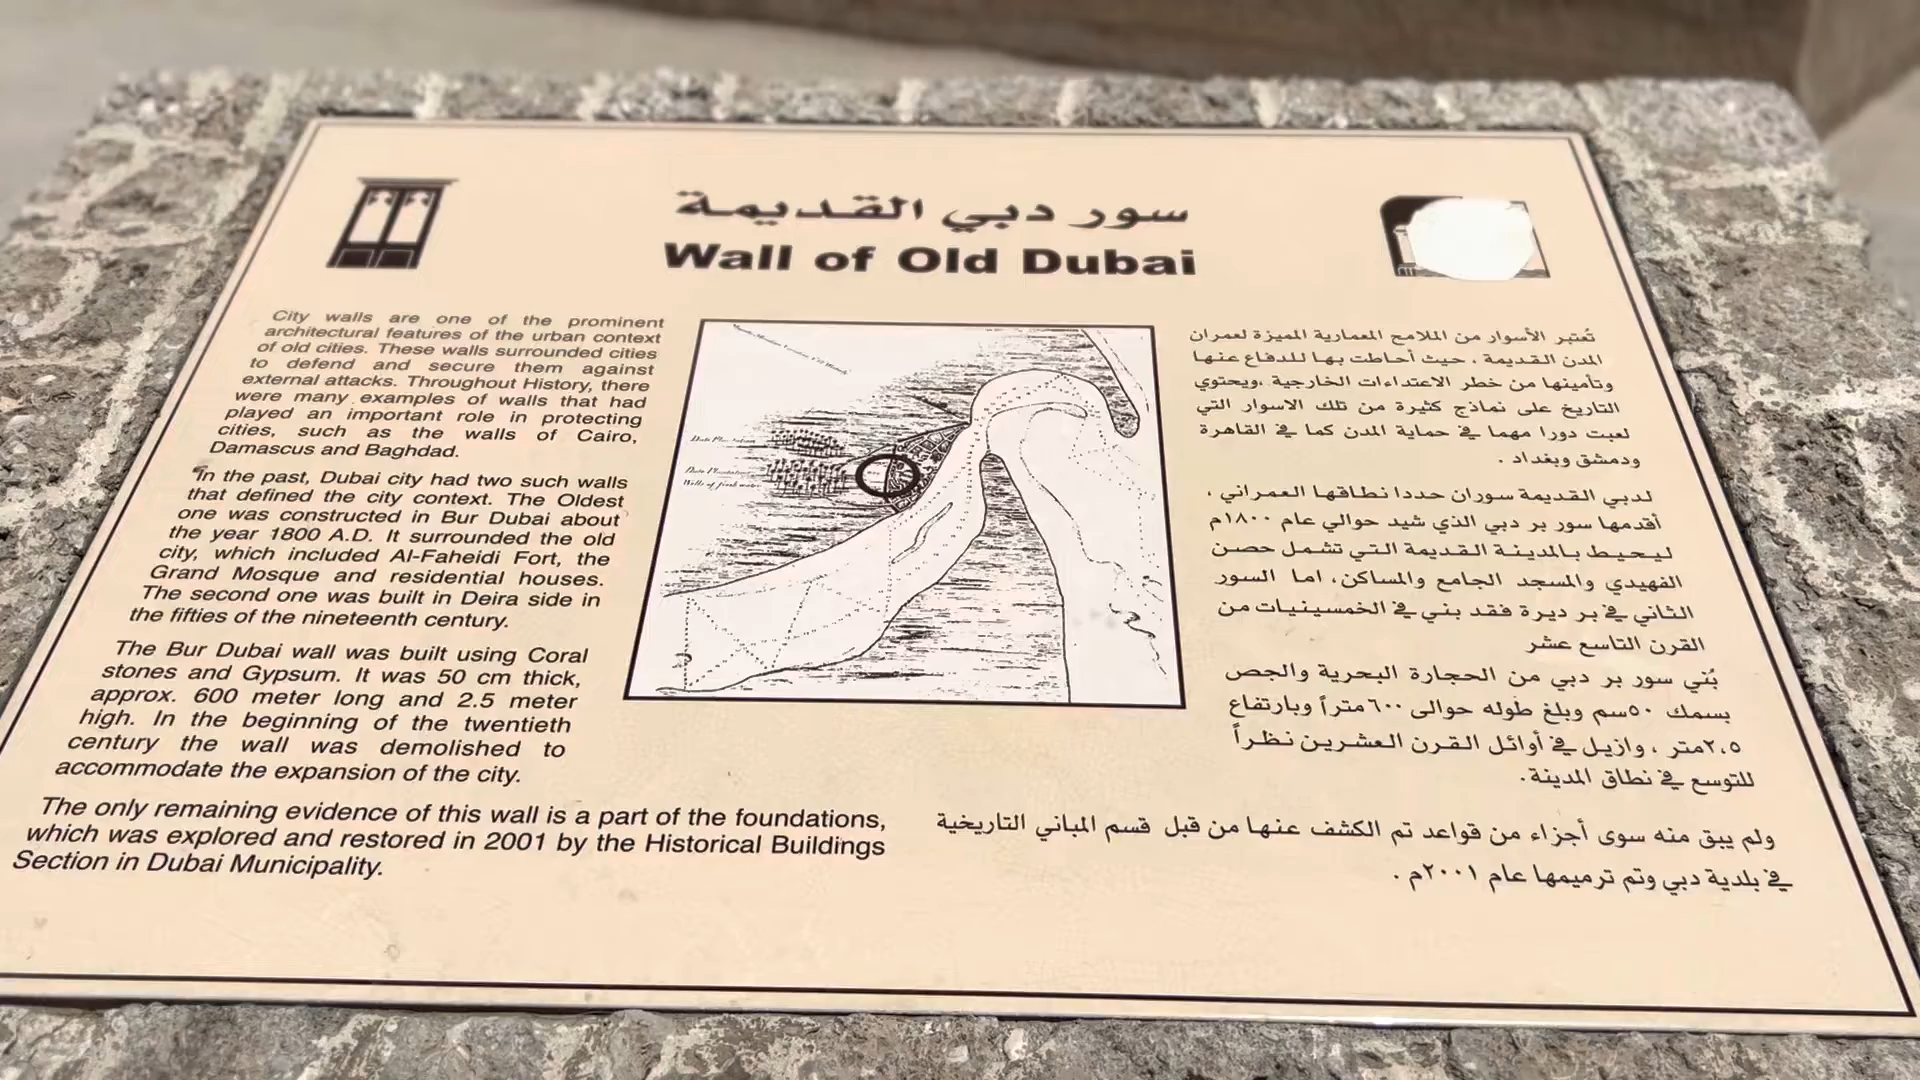 سور دبي القديمة
Wall of Old Dubai
City walls are one of the prominent
architectural features of the urban context
of old cities. These walls surrounded cities
to defend and secure them against
external attacks. Throughout History, there
were many examples of walls that had
played an important role in protecting
cities, such as the walls of Cairo,
Damascus and Baghdad.
In the past, Dubai city had two such walls
that defined the city context. The Oldest
one was constructed in Bur Dubai about
the year 1800 A.D. It surrounded the old
city, which included Al-Faheidi Fort, the
Grand Mosque and residential houses.
The second one was built in Deira side in
the fifties of the nineteenth century.
The Bur Dubai wall was built using Coral
stones and Gypsum. It was 50 cm thick,
approx. 600 meter long and 2.5 meter
high. In the beginning of the twentieth
century the wall was demolished to
accommodate the expansion of the city.
The only remaining evidence of this wall is a part of the foundations,
which was explored and restored in 2001 by the Historical Buildings
Section in Dubai Municipality.
Date Plantation
Date Plantation
Wells of fresh water
تُعتبر الأسوار من الملامح المعمارية المميزة لعمران
المدن القديمة ، حيث أحاطت بها للدفاع عنها
وتأمينها من خطر الاعتداءات الخارجية ،ويحتوي
التاريخ على نماذج كثيرة من تلك الاسوار التي
لعبت دورا مهما في حماية المدن كما في القاهرة
ودمشق وبغداد .
لدبي القديمة سوران حددا نطاقها العمراني ،
أقدمها سور بر دبي الذي شيد حوالي عام ١٨٠٠م
ليحيط بالمدينة القديمة التي تشمل حصن
الفهيدي والمسجد الجامع والمساكن، اما السور
الثاني في بر ديرة فقد بني في الخمسينيات من
القرن التاسع عشر
بُني سور بر دبي من الحجارة البحرية والجص
بسمك ٥٠سم وبلغ طوله حوالى ٦٠٠متراً وبارتفاع
٢,٥متر ، وازيل في أوائل القرن العشرين نظراً
للتوسع في نطاق المدينة.
ولم يبق منه سوى أجزاء من قواعد تم الكشف عنها من قبل قسم المباني التاريخية
في بلدية دبي وتم ترميمها عام ٢٠٠١م .